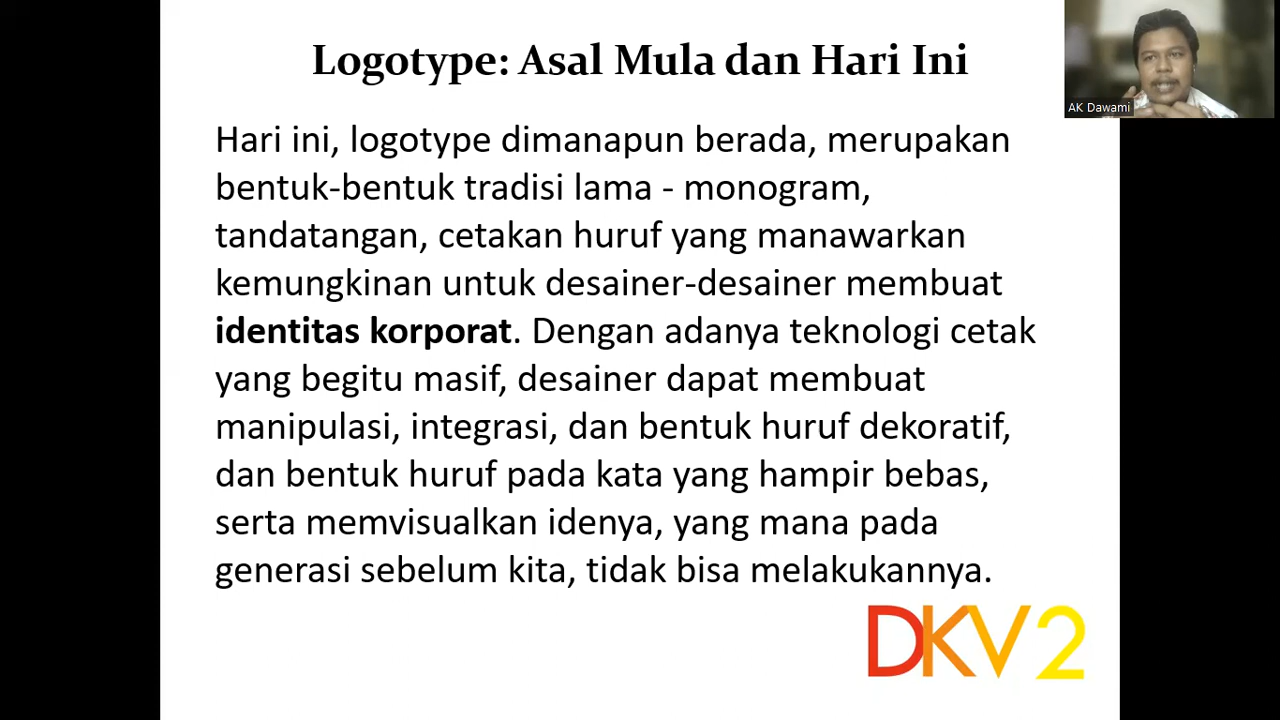 Logotype: Asal Mula dan Hari Ini
AK Dawami
Hari ini, logotype dimanapun berada, merupakan
bentuk-bentuk tradisi lama - monogram,
tandatangan, cetakan huruf yang manawarkan
kemungkinan untuk desainer-desainer membuat
identitas korporat. Dengan adanya teknologi cetak
yang begitu masif, desainer dapat membuat
manipulasi, integrasi, dan bentuk huruf dekoratif,
dan bentuk huruf pada kata yang hampir bebas,
serta memvisualkan idenya, yang mana pada
generasi sebelum kita, tidak bisa melakukannya.
DKV2